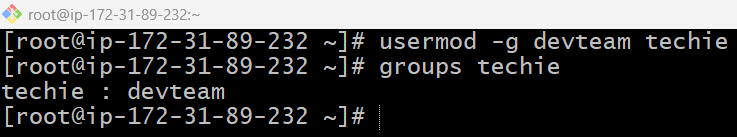 root@ip-172-31-89-232:~
[root@ip-172-31-89-232 ~]# usermod -g devteam techie
[root@ip-172-31-89-232 ~]# groups techie
techie : devteam
[root@ip-172-31-89-232 ~]#